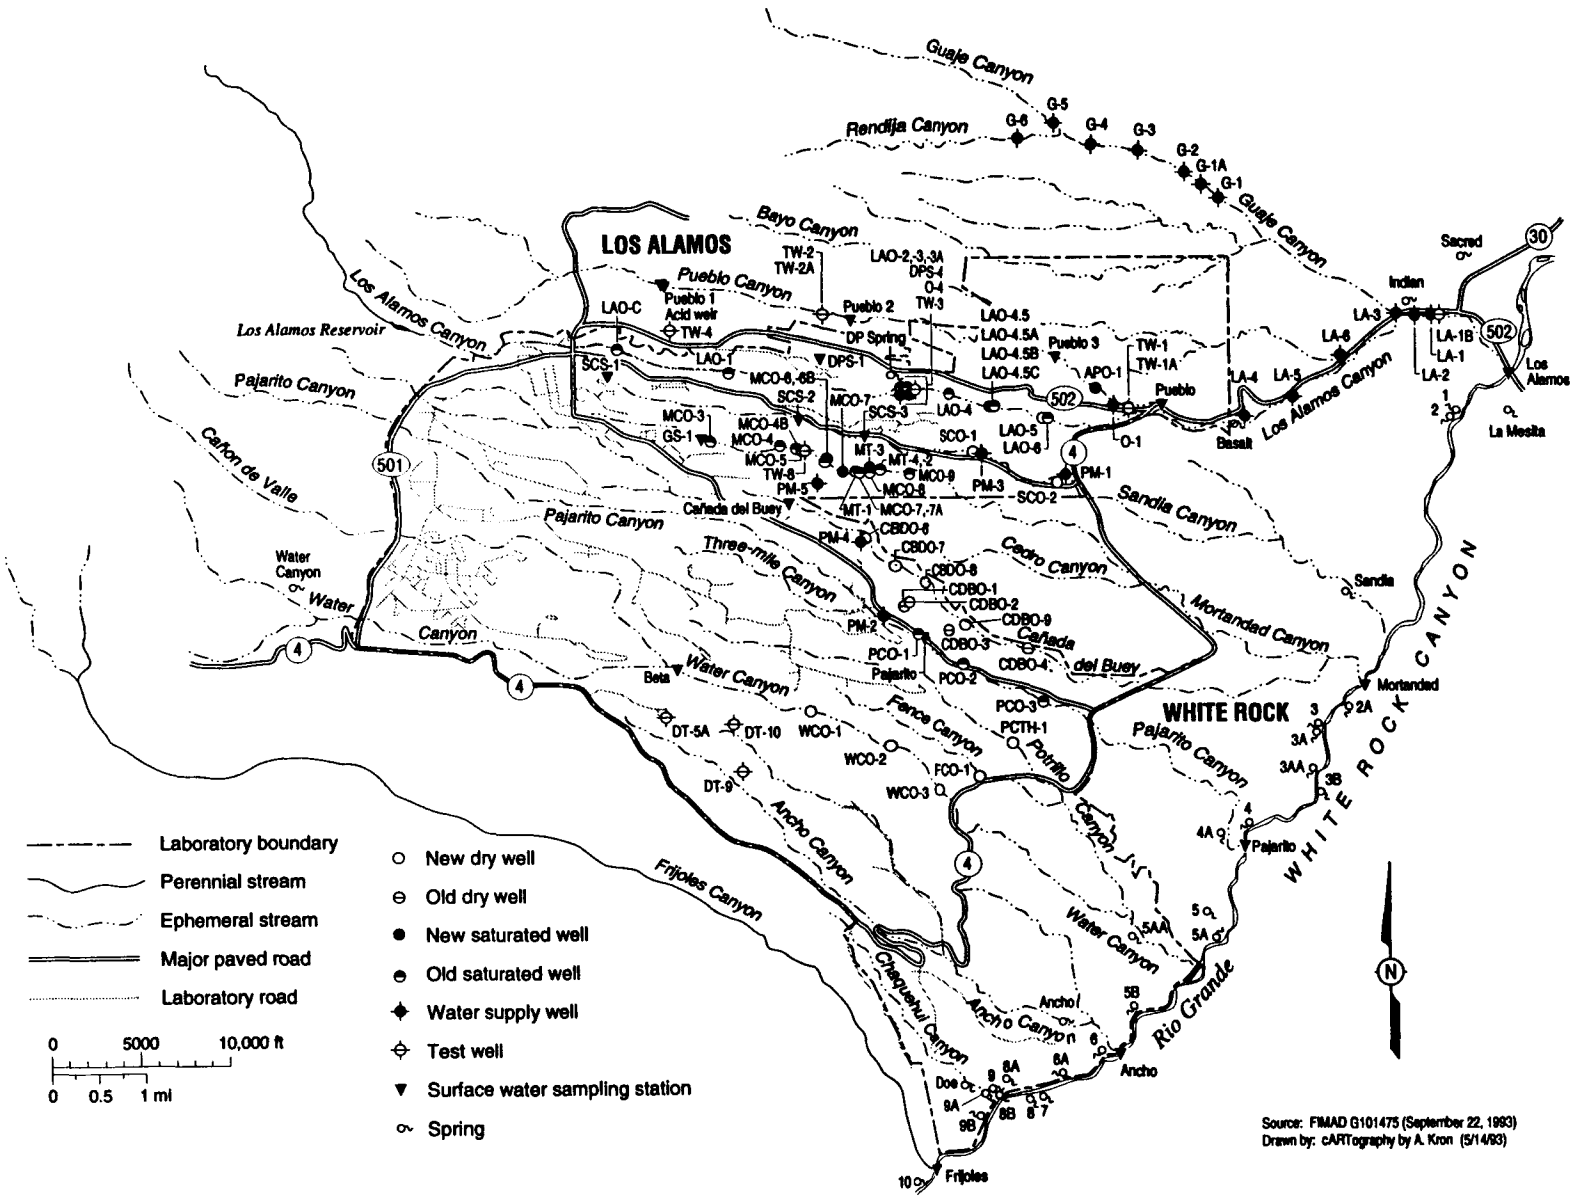 Guaje Canyon
G-5
G-6
G-4
G-3
Rendija Canyon
G-2
G-1A
G-1
Guaje Canyon
Bayo Canyon
LOS ALAMOS
TW-2
TW-2A
LAO-2,-3,-3A
DPS-4
O-4
TW-3
Sacred
30
Los Alamos Canyon
Pueblo Canyon
Indian
LAO-C
Pueblo 1
Acid weir
TW-4
Pueblo 2
LAO-4.5
LAO-4.5A
LAO-4.5B
LAO-4.5C
LA-3
LA-6
LA-1B
LA-1
LA-2
502
Los Alamos Reservoir
DP Spring
Pueblo 3
TW-1
TW-1A
LAO-1
DPS-1
SCS-1
APO-1
Pueblo
LA-4
LA-5
Los Alamos Canyon
Los
Alamos
Pajarito Canyon
MCO-6,-6B
SCS-2
MCO-7
SCS-3
LAO-4
502
1
2
La Mesita
MCO-3
GS-1
MCO-4B
MCO-4
MCO-5
TW-8
SCO-1
LAO-5
LAO-6
O-1
Basalt
Cañon de Valle
MT-3
MT-4,-2
MCO-9
MCO-8
4
PM-1
501
PM-5
PM-3
SCO-2
Cañada del Buey
MT-1
MCO-7,-7A
Sandia Canyon
Pajarito Canyon
PM-4
CBDO-6
Three-mile Canyon
CBDO-7
Cedro Canyon
CBDO-8
Water
Canyon
CDBO-1
CDBO-2
Sandia
Water
Canyon
PM-2
CDBO-9
Mortandad Canyon
CDBO-3
Cañada
del Buey
CDBO-4
4
PCO-1
Pajarito
PCO-2
Beta
Water Canyon
4
Mortandad
Fence Canyon
PCO-3
WHITE ROCK
2A
3
3A
DT-5A
DT-10
WCO-1
PCTH-1
Pajarito Canyon
WCO-2
Potrillo
Canyon
3AA
3B
DT-9
FCO-1
WCO-3
WHITE ROCK CANYON
Ancho Canyon
4
4A
Pajarito
Laboratory boundary
Perennial stream
Ephemeral stream
Major paved road
Laboratory road
0 5000 10,000 ft
0 0.5 1 mi
New dry well
Old dry well
New saturated well
Old saturated well
Water supply well
Test well
Surface water sampling station
Spring
Frijoles Canyon
4
Water Canyon
5
5AA
5A
Chaquehui Canyon
Ancho Canyon
Ancho
5B
Rio Grande
N
6
6A
Ancho
Doe
9
8A
9A
9B
8B
8
7
10
Frijoles
Source: FIMAD G101475 (September 22, 1993)
Drawn by: cARTography by A. Kron (5/14/93)